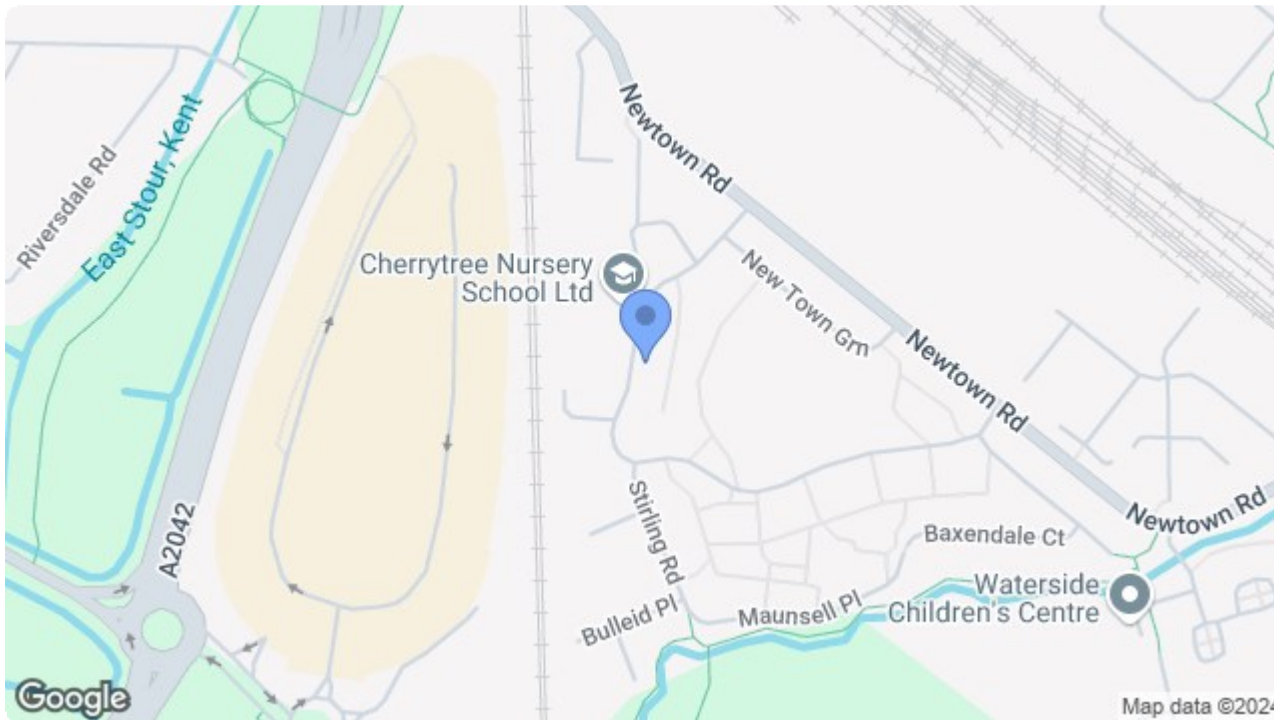 Newtown Rd
Riversdale Rd
East Stour, Kent
Cherrytree Nursery
School Ltd
New Town Grn
Newtown Rd
A2042
Stirling Rd
Newtown Rd
Baxendale Ct
Bulleid Pl
Maunsell Pl
Waterside
Children's Centre
Google
Map data ©2024